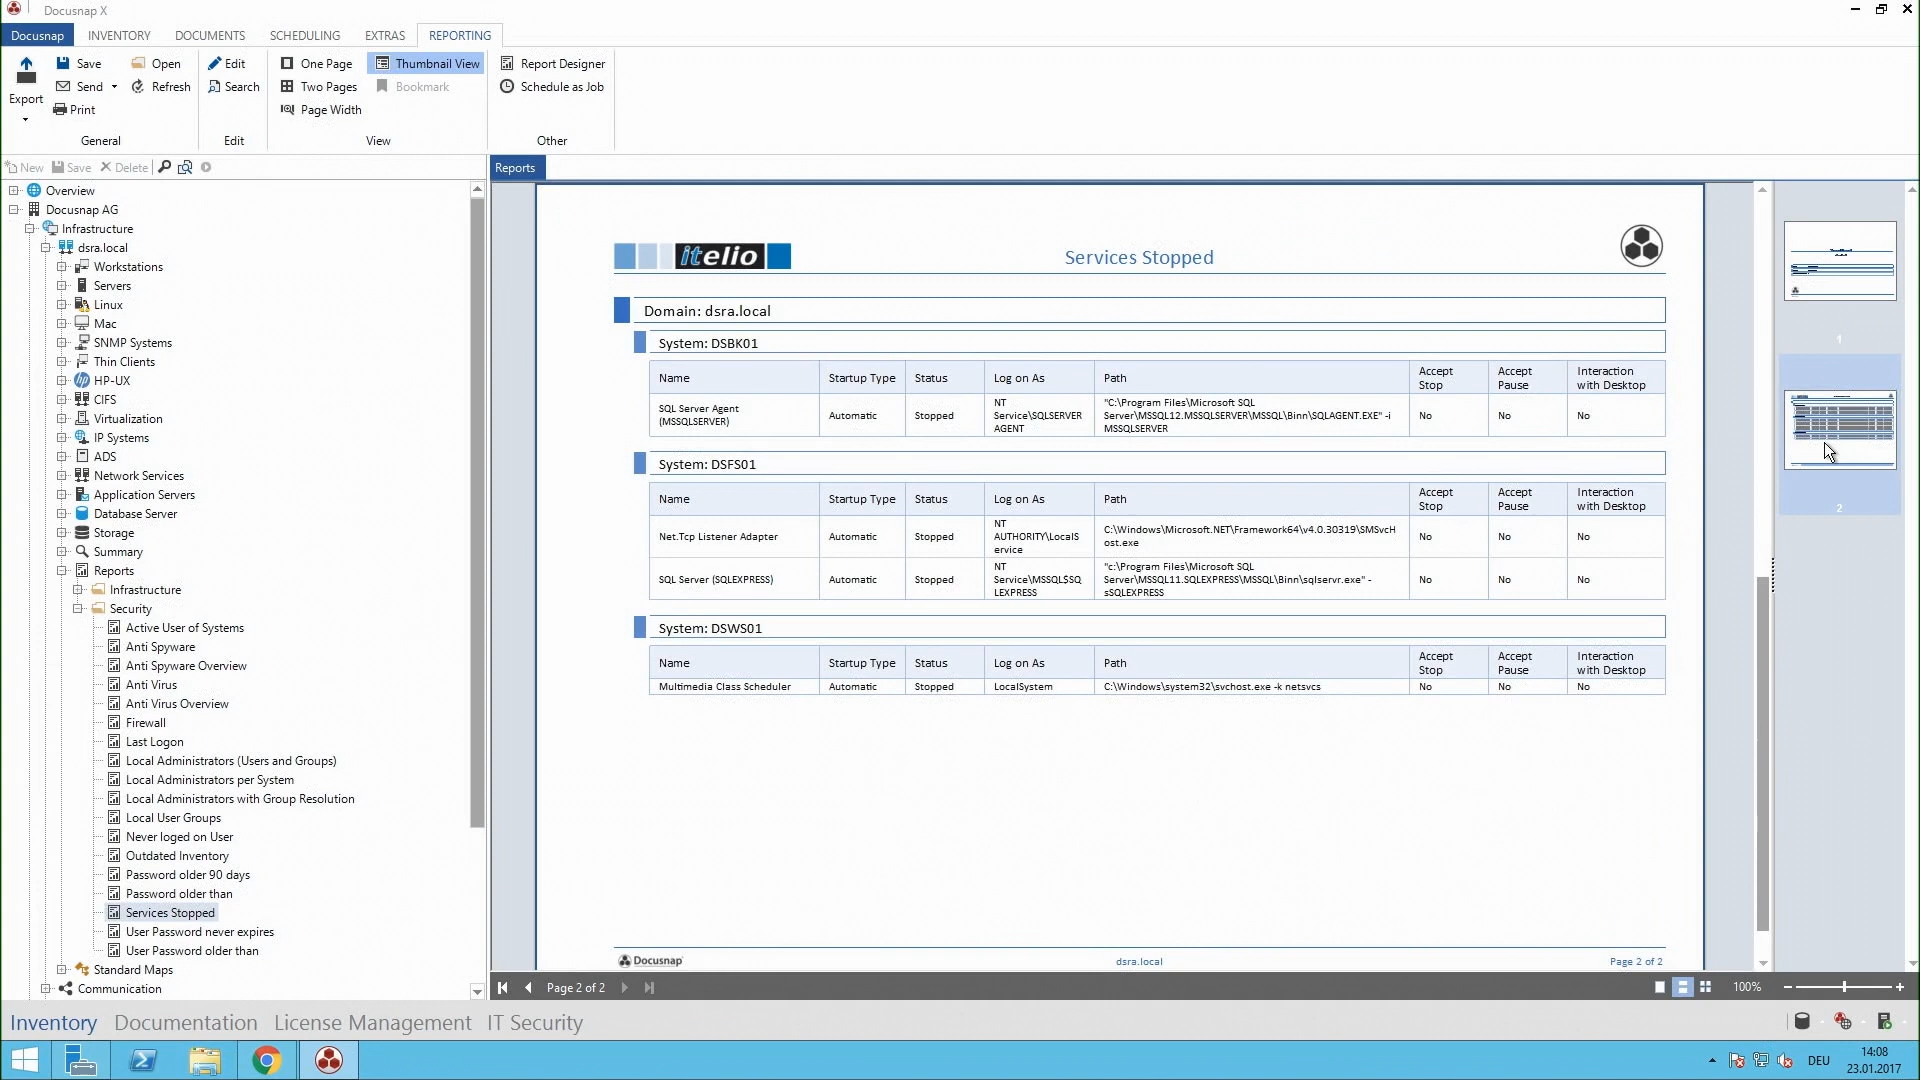 Docusnap X
Docusnap INVENTORY DOCUMENTS SCHEDULING EXTRAS REPORTING
Export
Save
Send
Print
Open
Refresh
General
Edit
Search
Edit
One Page
Two Pages
Page Width
Thumbnail View
Bookmark
View
Report Designer
Schedule as Job
Other
New Save Delete
Overview
Docusnap AG
Infrastructure
dsra.local
Workstations
Servers
Linux
Mac
SNMP Systems
Thin Clients
HP-UX
CIFS
Virtualization
IP Systems
ADS
Network Services
Application Servers
Database Server
Storage
Summary
Reports
Infrastructure
Security
Active User of Systems
Anti Spyware
Anti Spyware Overview
Anti Virus
Anti Virus Overview
Firewall
Last Logon
Local Administrators (Users and Groups)
Local Administrators per System
Local Administrators with Group Resolution
Local User Groups
Never loged on User
Outdated Inventory
Password older 90 days
Password older than
Services Stopped
User Password never expires
User Password older than
Standard Maps
Communication
Reports
itelio
Services Stopped
Domain: dsra.local
System: DSBK01
Name Startup Type Status Log on As Path Accept Stop Accept Pause Interaction with Desktop
SQL Server Agent (MSSQLSERVER) Automatic Stopped NT Service\SQLSERVERAGENT "C:\Program Files\Microsoft SQL Server\MSSQL12.MSSQLSERVER\MSSQL\Binn\SQLAGENT.EXE" -i MSSQLSERVER No No No
System: DSFS01
Name Startup Type Status Log on As Path Accept Stop Accept Pause Interaction with Desktop
Net.Tcp Listener Adapter Automatic Stopped NT AUTHORITY\LocalService C:\Windows\Microsoft.NET\Framework64\v4.0.30319\SMSvcHost.exe No No No
SQL Server (SQLEXPRESS) Automatic Stopped NT Service\MSSQL$SQLEXPRESS "c:\Program Files\Microsoft SQL Server\MSSQL11.SQLEXPRESS\MSSQL\Binn\sqlservr.exe" -sSQLEXPRESS No No No
System: DSWS01
Name Startup Type Status Log on As Path Accept Stop Accept Pause Interaction with Desktop
Multimedia Class Scheduler Automatic Stopped LocalSystem C:\Windows\system32\svchost.exe -k netsvcs No No No
Docusnap dsra.local Page 2 of 2
1
2
Page 2 of 2 100%
Inventory Documentation License Management IT Security
DEU
14:08
23.01.2017